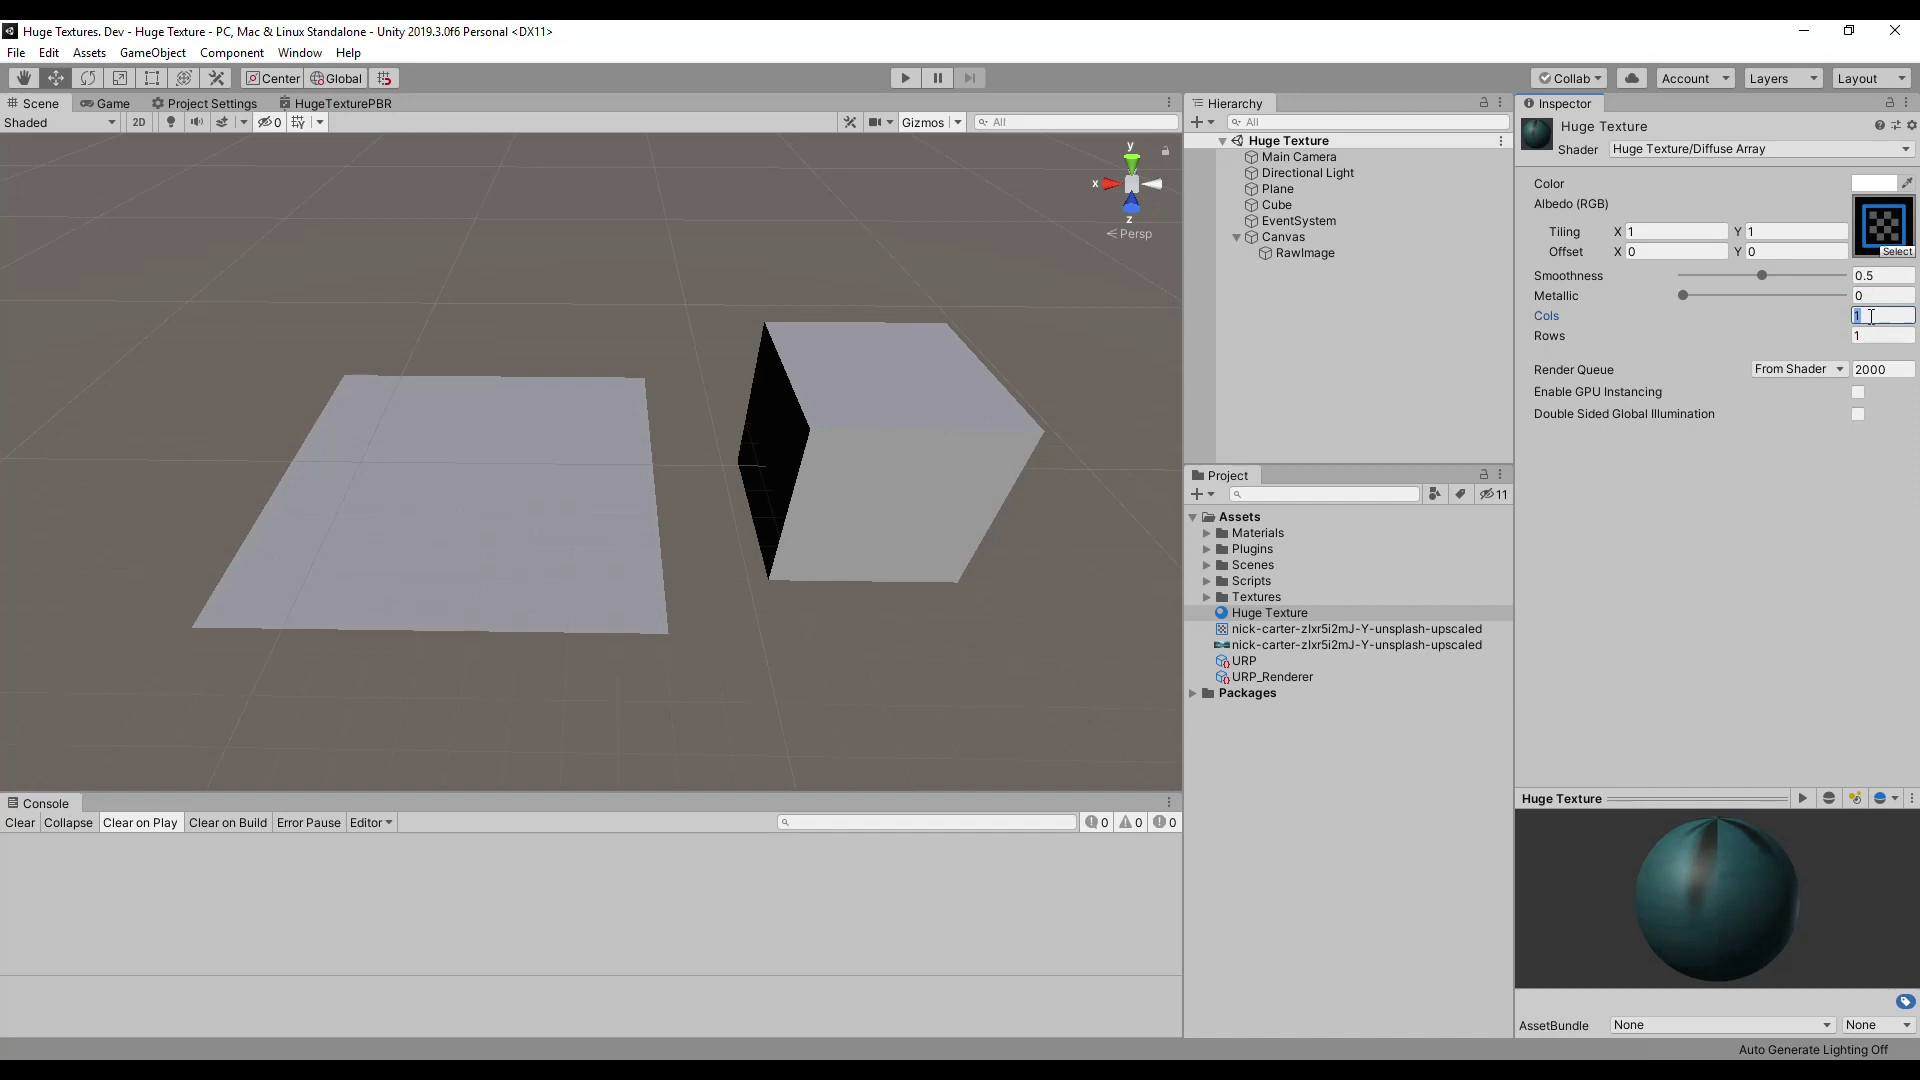 Huge Textures. Dev - Huge Texture - PC, Mac & Linux Standalone - Unity 2019.3.0f6 Personal <DX11>
File Edit Assets GameObject Component Window Help
Center Global Collab Account Layers Layout
Scene Game Project Settings HugeTexturePBR
Shaded 2D 0 Gizmos All
y
x
z
Persp
Hierarchy
All
Huge Texture
Main Camera
Directional Light
Plane
Cube
EventSystem
Canvas
RawImage
Project
11
Assets
Materials
Plugins
Scenes
Scripts
Textures
Huge Texture
nick-carter-zlxr5i2mJ-Y-unsplash-upscaled
nick-carter-zlxr5i2mJ-Y-unsplash-upscaled
URP
URP_Renderer
Packages
Inspector
Huge Texture
Shader Huge Texture/Diffuse Array
Color
Albedo (RGB)
Tiling X 1 Y 1
Offset X 0 Y 0
Select
Smoothness 0.5
Metallic 0
Cols 1
Rows 1
Render Queue From Shader 2000
Enable GPU Instancing
Double Sided Global Illumination
Console
Clear Collapse Clear on Play Clear on Build Error Pause Editor 0 0 0
Huge Texture
AssetBundle None None
Auto Generate Lighting Off